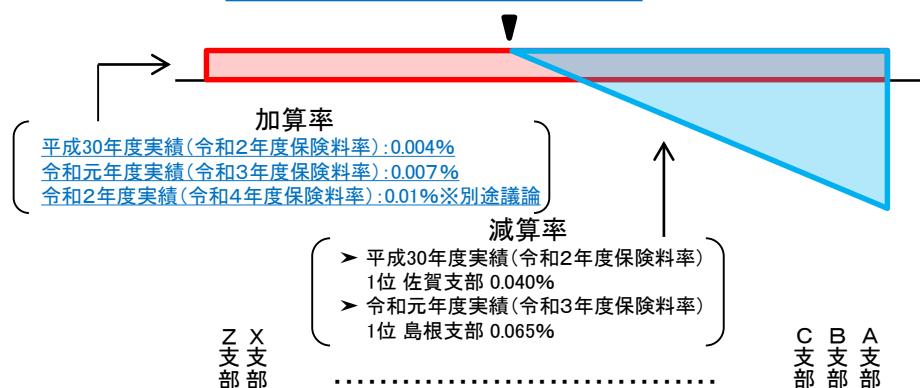 加算率
平成30年度実績(令和2年度保険料率):0.004%
令和元年度実績(令和3年度保険料率):0.007%
令和2年度実績(令和4年度保険料率):0.01%※別途議論
減算率
➤ 平成30年度実績(令和2年度保険料率)
1位 佐賀支部 0.040%
➤ 令和元年度実績(令和3年度保険料率)
1位 島根支部 0.065%
Z支部
X支部
‥‥‥‥‥‥‥‥‥‥‥‥‥
C支部
B支部
A支部